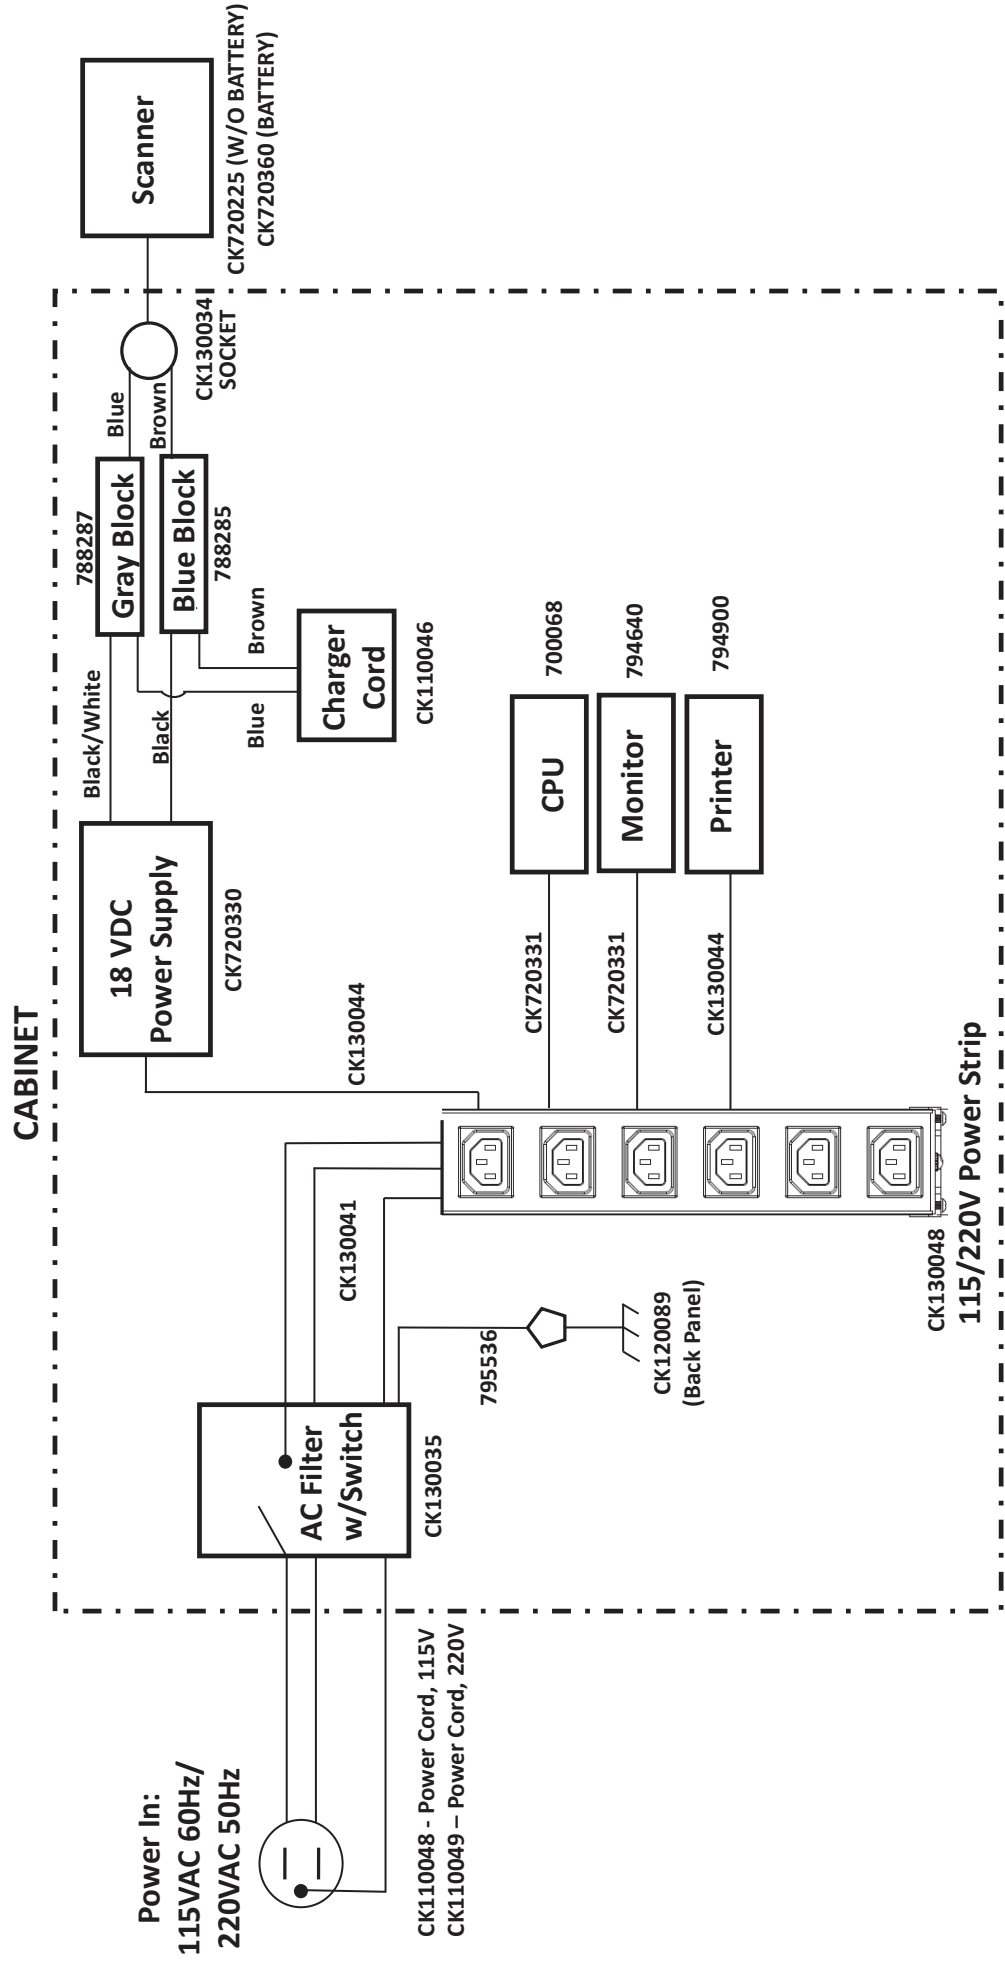 CABINET
Power In:
115VAC 60Hz/
220VAC 50Hz
CK110048 - Power Cord, 115V
CK110049 – Power Cord, 220V
AC Filter
w/Switch
CK130035
795536
CK120089
(Back Panel)
CK130041
CK130044
CK130048
115/220V Power Strip
18 VDC
Power Supply
CK720330
Black/White
Black
788287
Gray Block
Blue Block
788285
Blue
Brown
Blue
Brown
Charger
Cord
CK110046
CK130034
SOCKET
Scanner
CK720225 (W/O BATTERY)
CK720360 (BATTERY)
CK720331
CPU
700068
CK720331
Monitor
794640
CK130044
Printer
794900